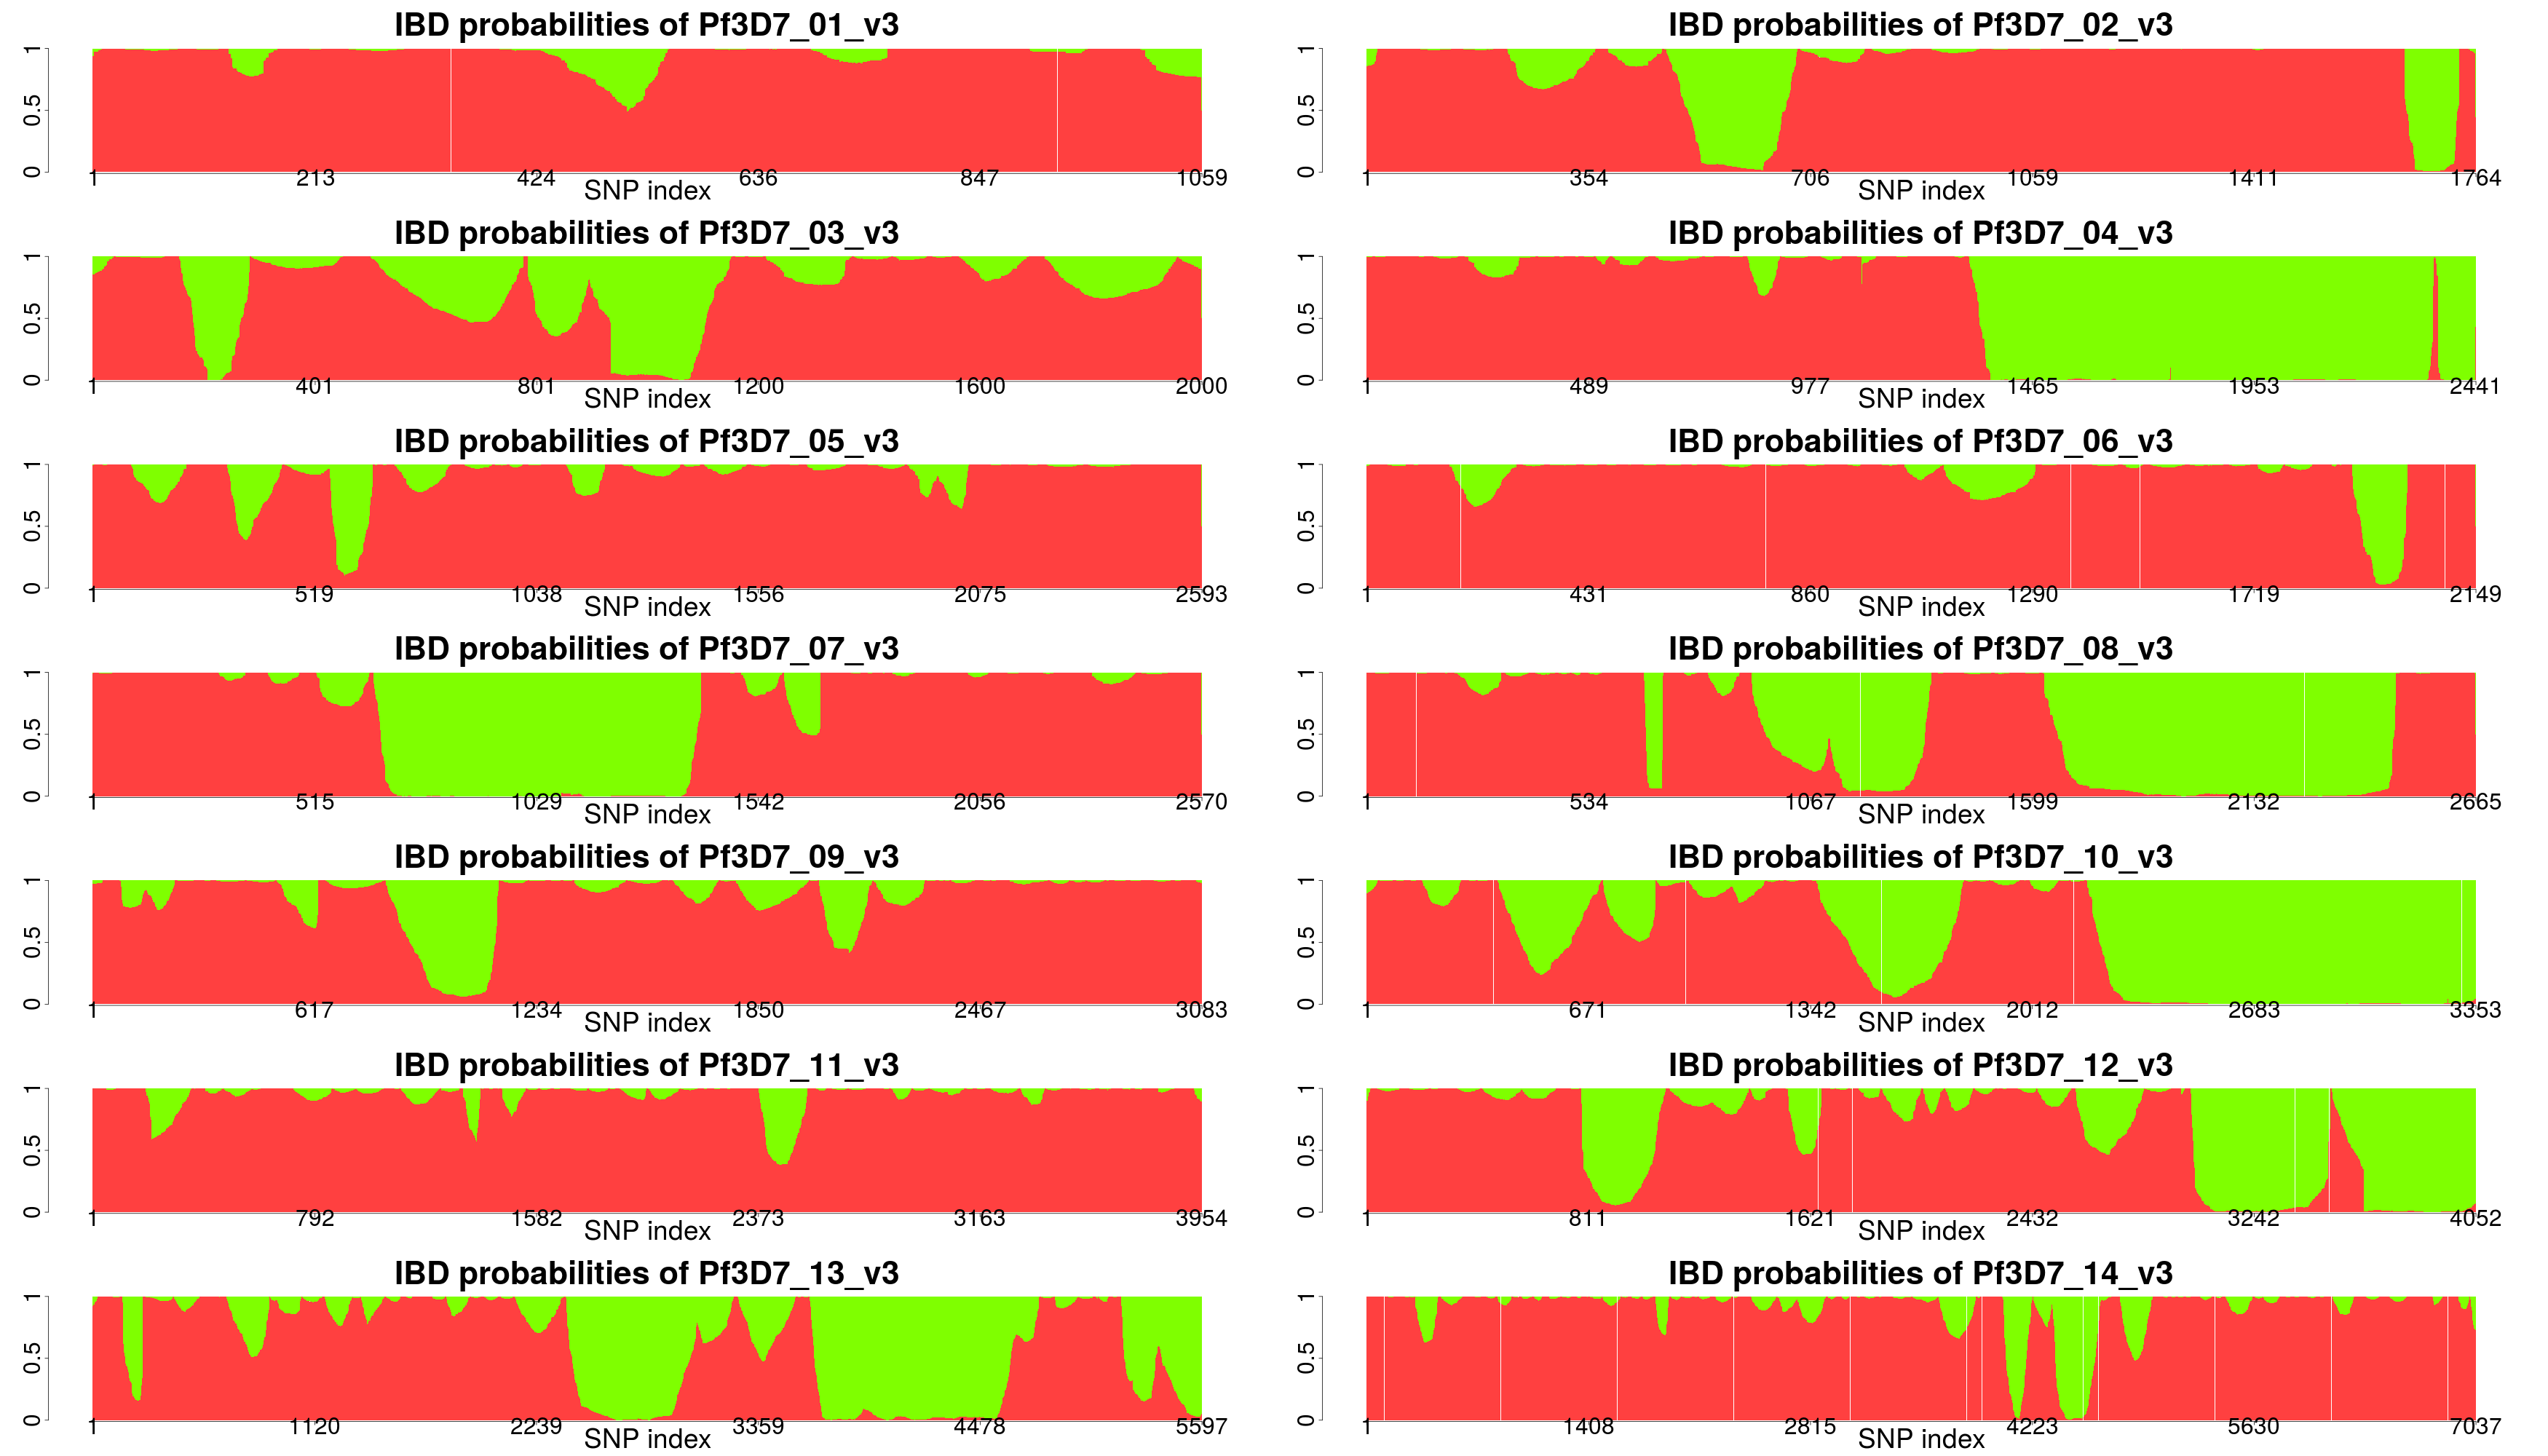 IBD probabilities of Pf3D7_01_v3
0 0.5 1
1 213 424 636 847 1059
SNP index
IBD probabilities of Pf3D7_02_v3
0 0.5 1
1 354 706 1059 1411 1764
SNP index
IBD probabilities of Pf3D7_03_v3
0 0.5 1
1 401 801 1200 1600 2000
SNP index
IBD probabilities of Pf3D7_04_v3
0 0.5 1
1 489 977 1465 1953 2441
SNP index
IBD probabilities of Pf3D7_05_v3
0 0.5 1
1 519 1038 1556 2075 2593
SNP index
IBD probabilities of Pf3D7_06_v3
0 0.5 1
1 431 860 1290 1719 2149
SNP index
IBD probabilities of Pf3D7_07_v3
0 0.5 1
1 515 1029 1542 2056 2570
SNP index
IBD probabilities of Pf3D7_08_v3
0 0.5 1
1 534 1067 1599 2132 2665
SNP index
IBD probabilities of Pf3D7_09_v3
0 0.5 1
1 617 1234 1850 2467 3083
SNP index
IBD probabilities of Pf3D7_10_v3
0 0.5 1
1 671 1342 2012 2683 3353
SNP index
IBD probabilities of Pf3D7_11_v3
0 0.5 1
1 792 1582 2373 3163 3954
SNP index
IBD probabilities of Pf3D7_12_v3
0 0.5 1
1 811 1621 2432 3242 4052
SNP index
IBD probabilities of Pf3D7_13_v3
0 0.5 1
1 1120 2239 3359 4478 5597
SNP index
IBD probabilities of Pf3D7_14_v3
0 0.5 1
1 1408 2815 4223 5630 7037
SNP index